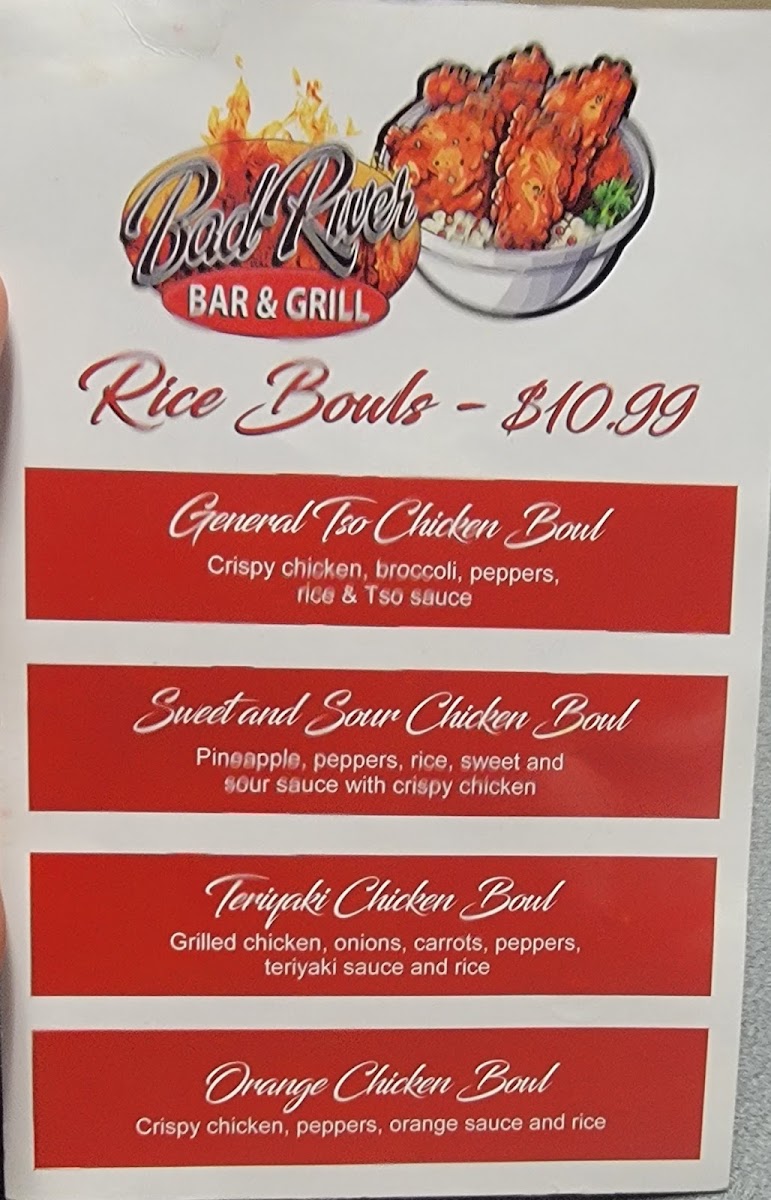 Bad River
BAR & GRILL
Rice Bowls - $10.99
General Tso Chicken Bowl
Crispy chicken, broccoli, peppers,
rice & Tso sauce
Sweet and Sour Chicken Bowl
Pineapple, peppers, rice, sweet and
sour sauce with crispy chicken
Teriyaki Chicken Bowl
Grilled chicken, onions, carrots, peppers,
teriyaki sauce and rice
Orange Chicken Bowl
Crispy chicken, peppers, orange sauce and rice